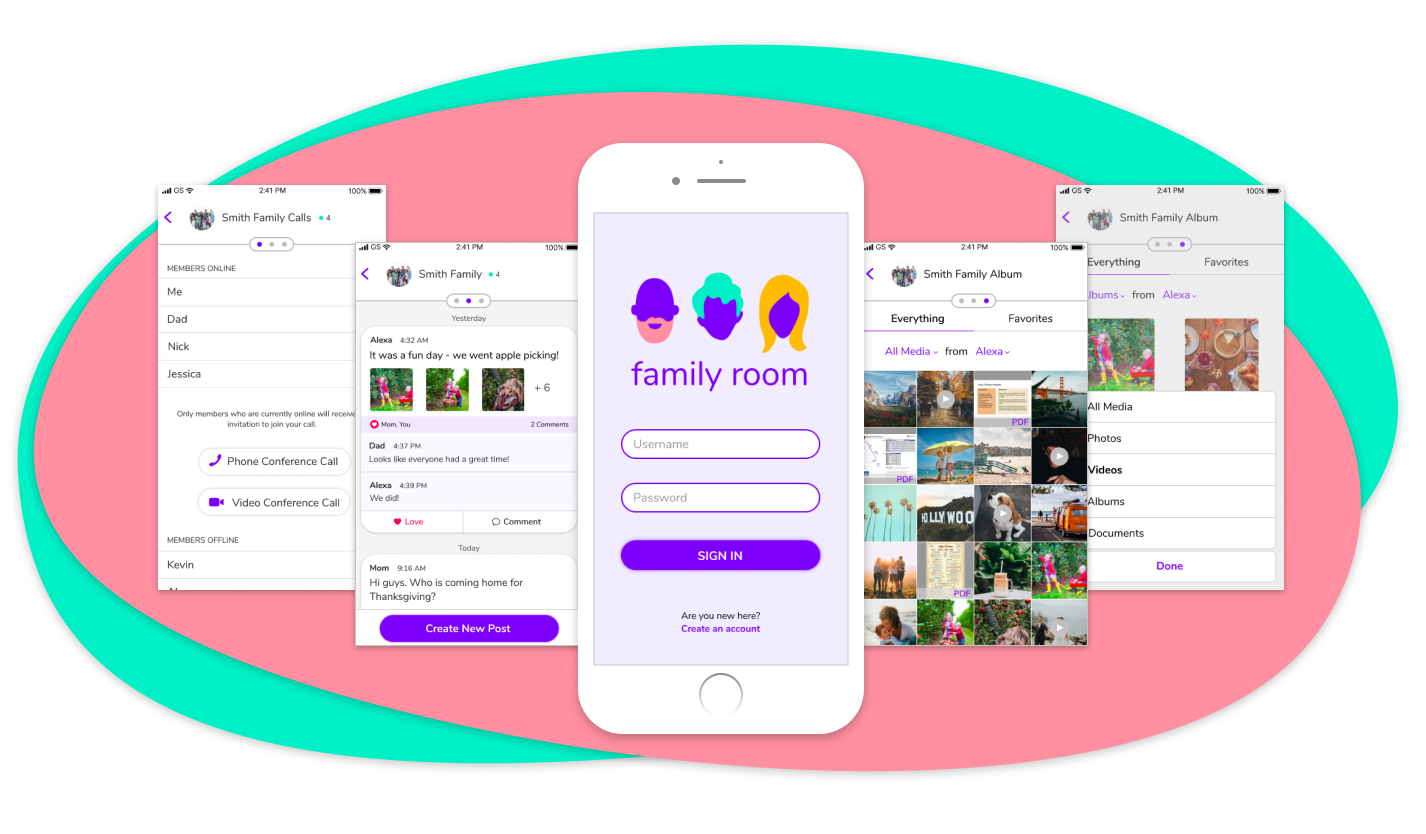 GS 2:41 PM 100%
Smith Family Calls 4
MEMBERS ONLINE
Me
Dad
Nick
Jessica
Only members who are currently online will receive
invitation to join your call.
Phone Conference Call
Video Conference Call
MEMBERS OFFLINE
Kevin
GS 2:41 PM 100%
Smith Family 4
Yesterday
Alexa 4:32 AM
It was a fun day - we went apple picking!
+ 6
Mom, You 2 Comments
Dad 4:37 PM
Looks like everyone had a great time!
Alexa 4:39 PM
We did!
Love Comment
Today
Mom 9:16 AM
Hi guys. Who is coming home for
Thanksgiving?
Create New Post
family room
Username
Password
SIGN IN
Are you new here?
Create an account
GS 2:41 PM 100%
Smith Family Album
Everything Favorites
All Media from Alexa
PDF
PDF
HOLLYWOO
PDF
GS 2:41 PM 100%
Smith Family Album
Everything Favorites
lbums from Alexa
All Media
Photos
Videos
Albums
Documents
Done